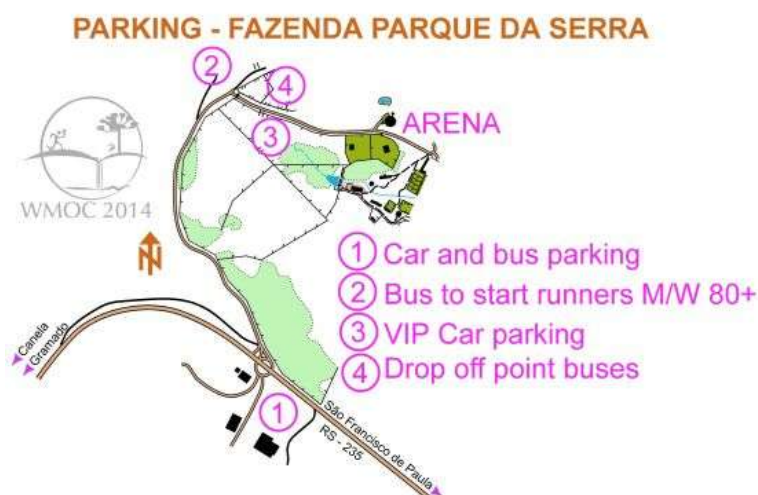 PARKING - FAZENDA PARQUE DA SERRA
2
4
3
ARENA
WMOC 2014
N
1 Car and bus parking
2 Bus to start runners M/W 80+
3 VIP Car parking
4 Drop off point buses
Canela
Gramado
1
São Francisco de Paula
RS - 235